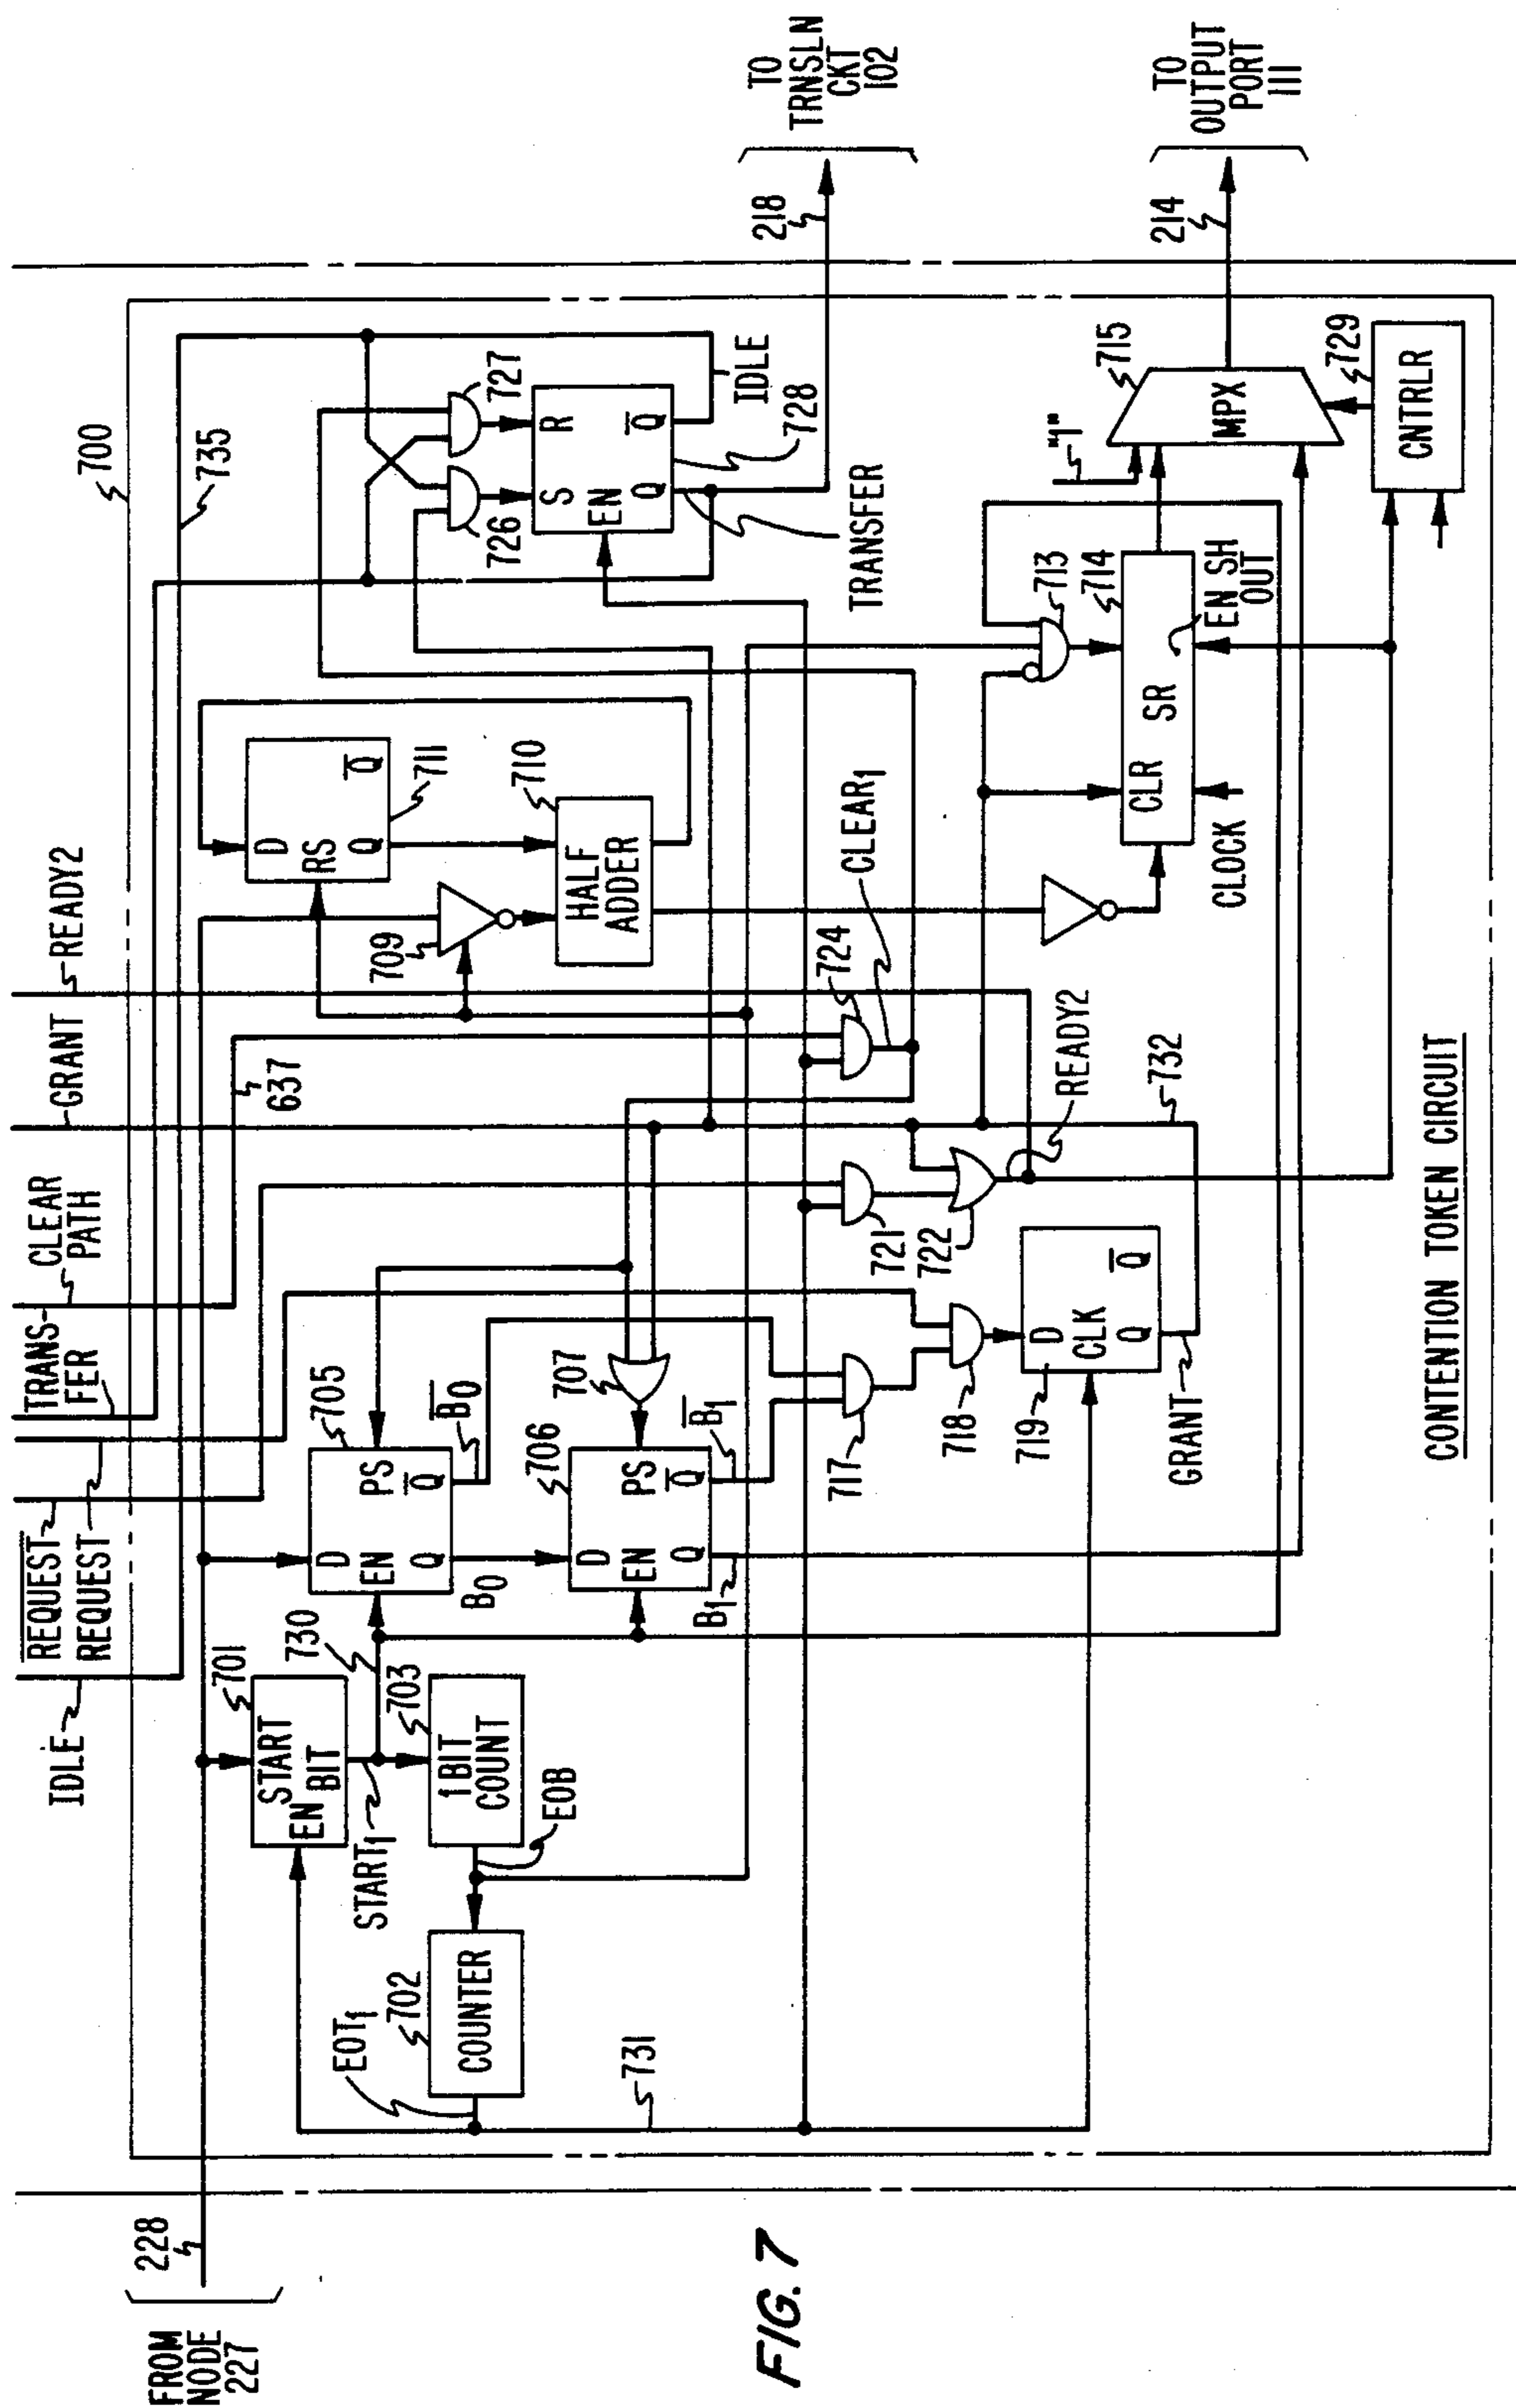 FROM
NODE
227
228
IDLE
REQUEST
REQUEST
TRANS-
FER
CLEAR
PATH
GRANT
READY2
700
735
637
701
START
BIT
EN
START1
730
703
1 BIT
COUNT
EOB
702
COUNTER
EOT1
731
705
D
EN
PS
Q
Q
B0
B0
706
D
EN
PS
Q
Q
B1
B1
707
717
718
719
D
CLK
Q
Q
GRANT
721
722
READY2
732
724
CLEAR1
709
D
RS
Q
Q
711
710
HALF
ADDER
726
727
S
R
EN
Q
Q
728
IDLE
TRANSFER
218
TO
TRNSLN
CKT
102
713
714
CLR
SR
EN SH
OUT
CLOCK
"1"
715
MPX
729
CNTRLR
214
TO
OUTPUT
PORT
111
CONTENTION TOKEN CIRCUIT
FIG. 7